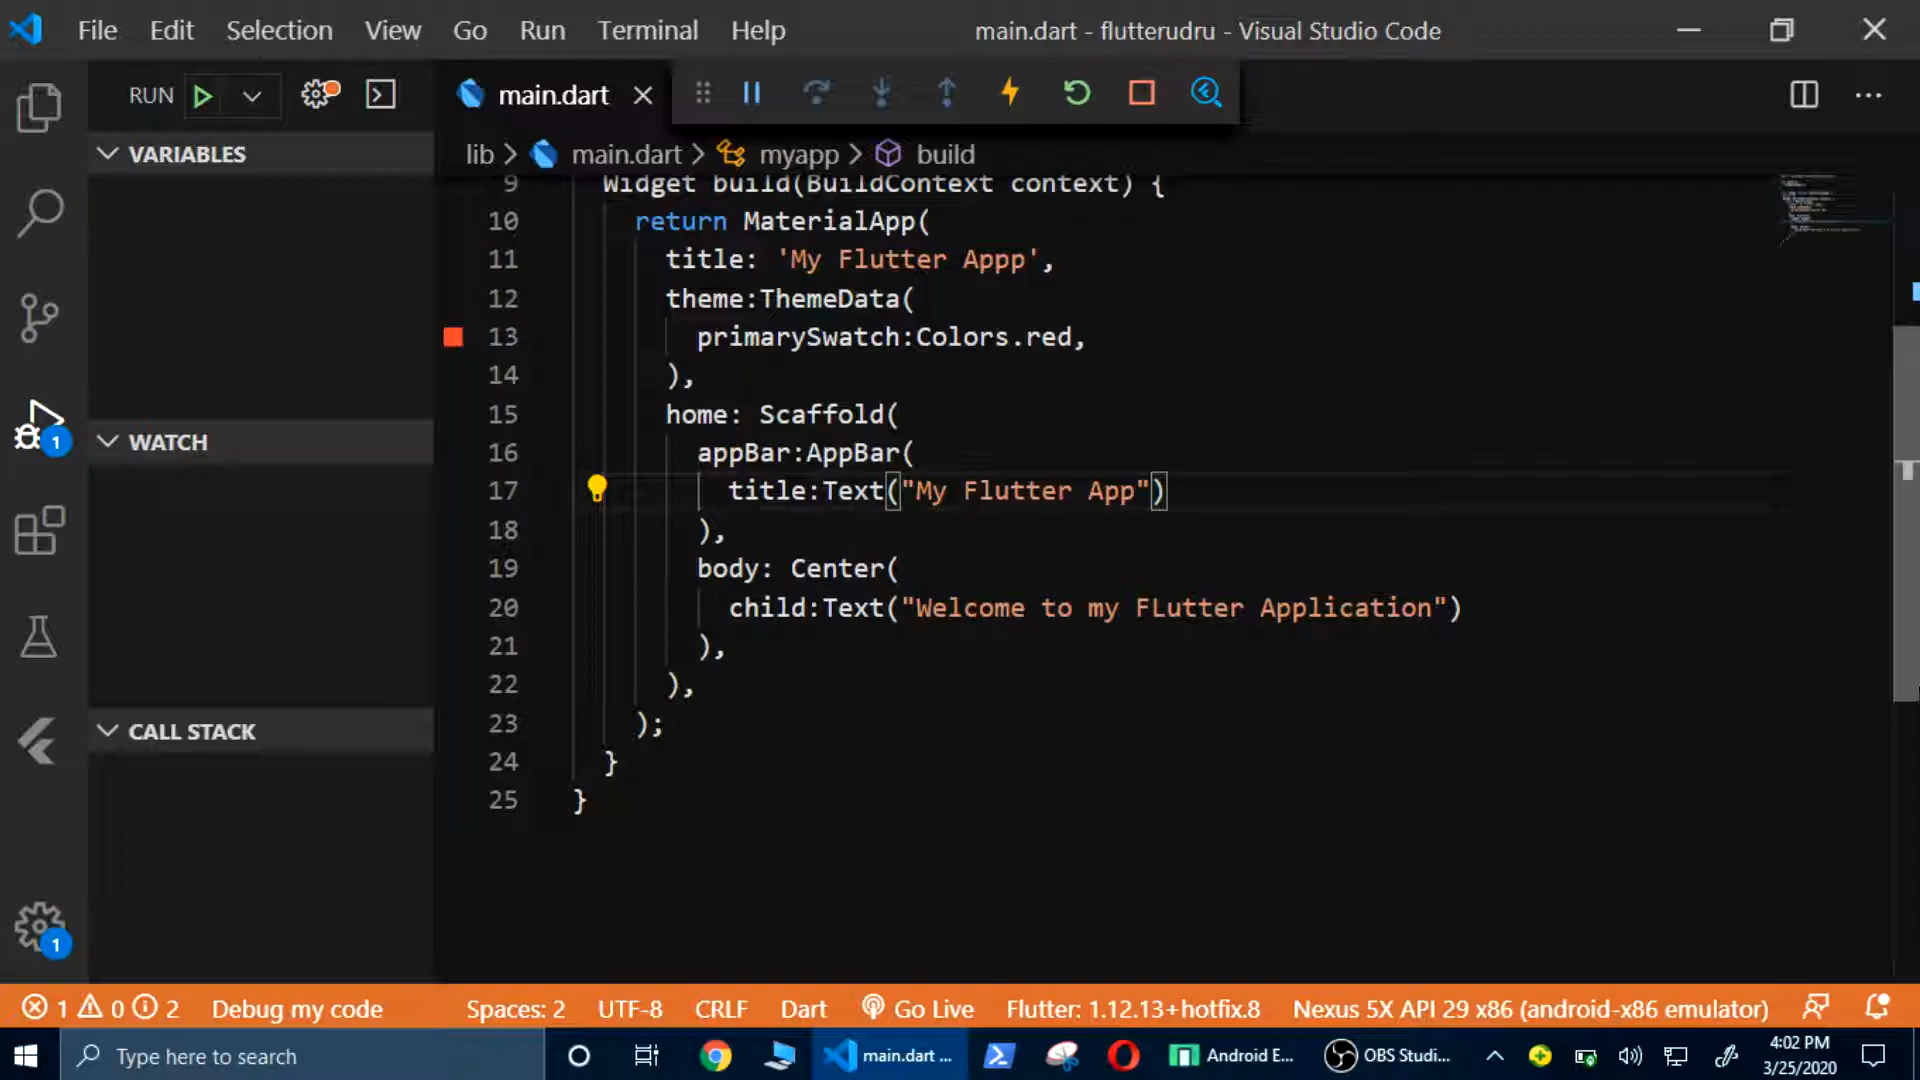 File Edit Selection View Go Run Terminal Help main.dart - flutterudru - Visual Studio Code
RUN
main.dart
VARIABLES
lib > main.dart > myapp > build
9 Widget build(BuildContext context) {
10 return MaterialApp(
11 title: 'My Flutter Appp',
12 theme:ThemeData(
13 primarySwatch:Colors.red,
14 ),
15 home: Scaffold(
16 appBar:AppBar(
WATCH
17 title:Text("My Flutter App")
18 ),
19 body: Center(
20 child:Text("Welcome to my FLutter Application")
21 ),
22 ),
CALL STACK
23 );
24 }
25 }
1
1
1 0 2 Debug my code Spaces: 2 UTF-8 CRLF Dart Go Live Flutter: 1.12.13+hotfix.8 Nexus 5X API 29 x86 (android-x86 emulator)
Type here to search main.dart ... Android E... OBS Studi... 4:02 PM
3/25/2020